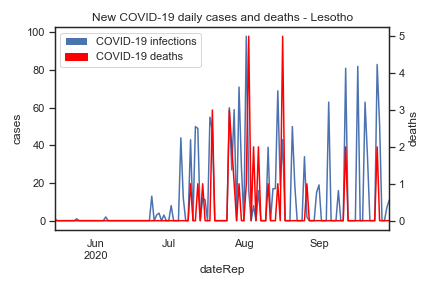 New COVID-19 daily cases and deaths - Lesotho
COVID-19 infections
COVID-19 deaths
100
80
60
40
20
0
cases
5
4
3
2
1
0
deaths
Jun Jul Aug Sep
2020
dateRep